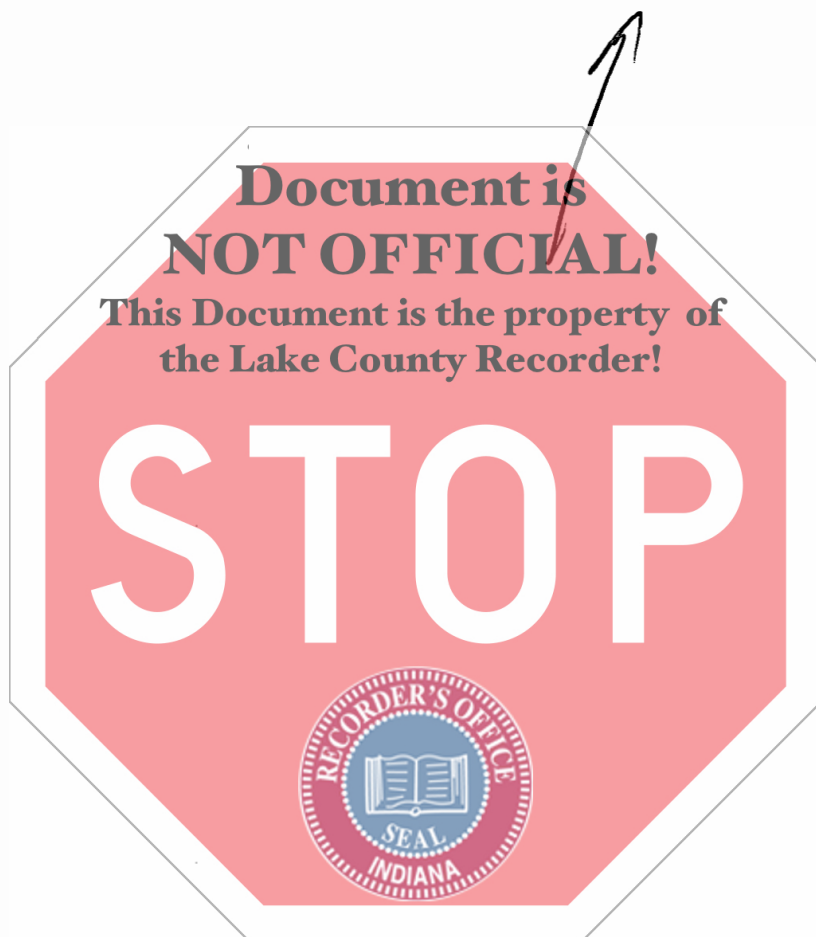 Document is
NOT OFFICIAL!
This Document is the property of
the Lake County Recorder!
STOP
RECORDER'S OFFICE
SEAL
INDIANA